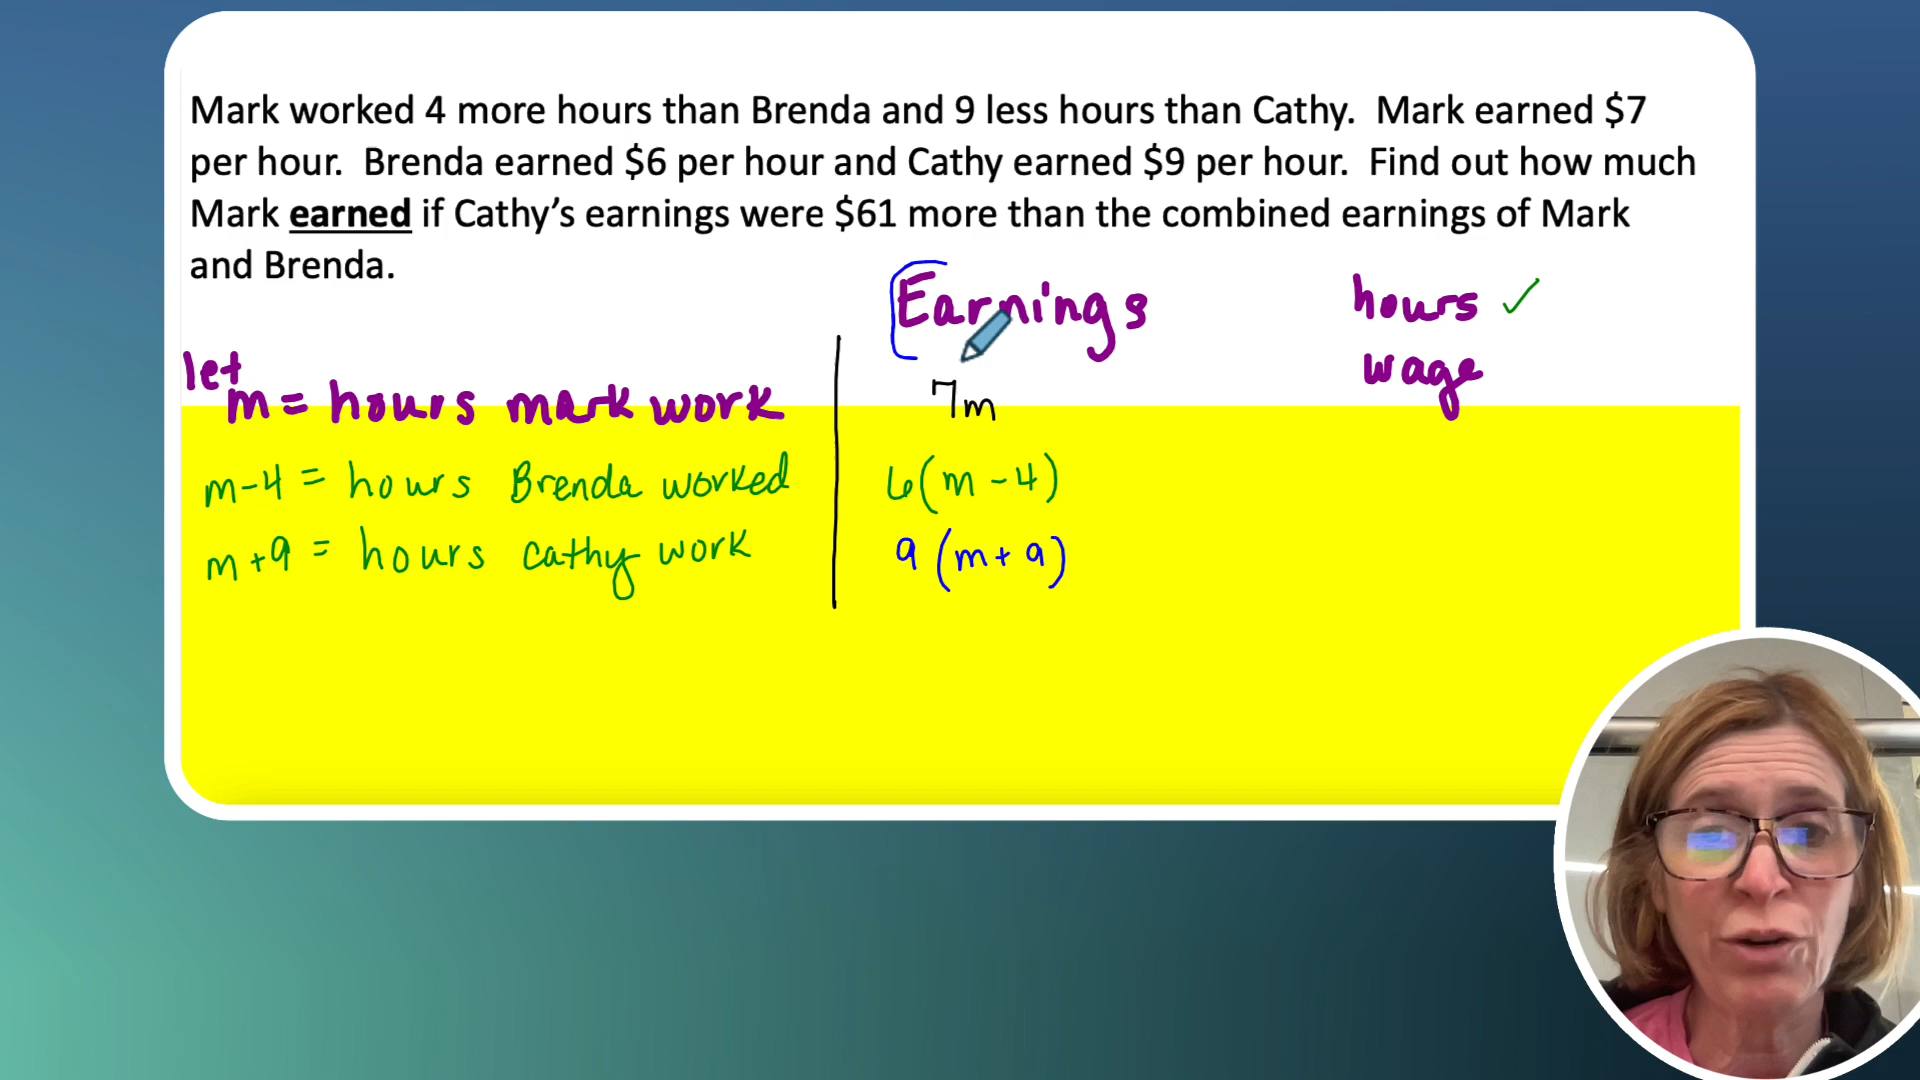 Mark worked 4 more hours than Brenda and 9 less hours than Cathy. Mark earned $7
per hour. Brenda earned $6 per hour and Cathy earned $9 per hour. Find out how much
Mark earned if Cathy’s earnings were $61 more than the combined earnings of Mark
and Brenda.
Earnings
hours ✓
wage
let
m = hours mark work
7m
m-4 = hours Brenda worked
6(m-4)
m+9 = hours cathy work
9(m+9)